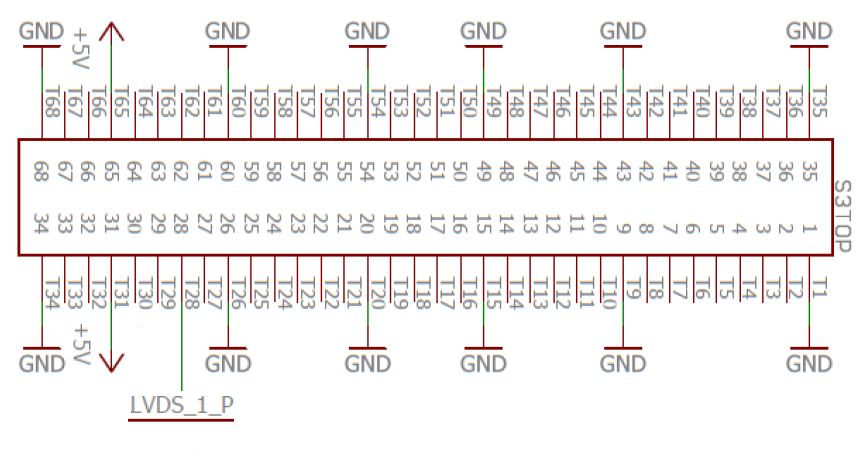 GND +5V GND GND GND GND GND
T68 T67 T66 T65 T64 T63 T62 T61 T60 T59 T58 T57 T56 T55 T54 T53 T52 T51 T50 T49 T48 T47 T46 T45 T44 T43 T42 T41 T40 T39 T38 T37 T36 T35
68 67 66 65 64 63 62 61 60 59 58 57 56 55 54 53 52 51 50 49 48 47 46 45 44 43 42 41 40 39 38 37 36 35
S3TOP
34 33 32 31 30 29 28 27 26 25 24 23 22 21 20 19 18 17 16 15 14 13 12 11 10 9 8 7 6 5 4 3 2 1
T34 T33 T32 T31 T30 T29 T28 T27 T26 T25 T24 T23 T22 T21 T20 T19 T18 T17 T16 T15 T14 T13 T12 T11 T10 T9 T8 T7 T6 T5 T4 T3 T2 T1
GND +5V GND GND GND GND GND
LVDS_1_P